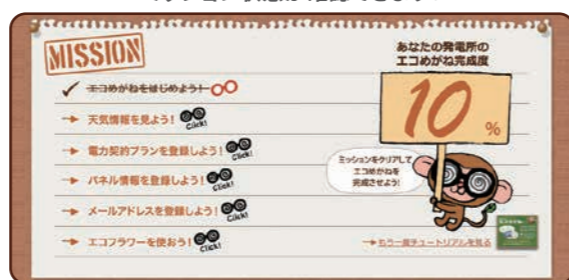 MISSION
エコめがねをはじめよう!
天気情報を見よう! Click!
電力契約プランを登録しよう! Click!
パネル情報を登録しよう! Click!
メールアドレスを登録しよう! Click!
エコフラワーを使おう! Click!
あなたの発電所の
エコめがね完成度
10 %
ミッションをクリアして
エコめがねを
完成させよう!
もう一度チュートリアルを見る